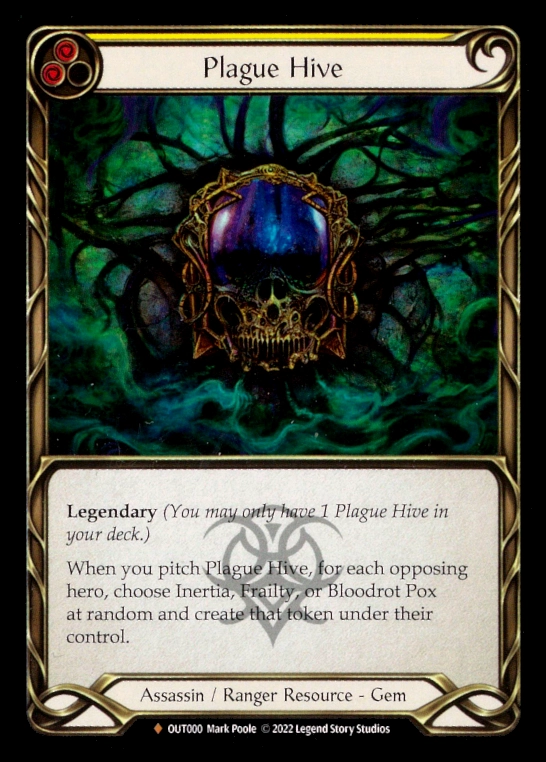 Plague Hive
Legendary (You may only have 1 Plague Hive in
your deck.)
When you pitch Plague Hive, for each opposing
hero, choose Inertia, Frailty, or Bloodrot Pox
at random and create that token under their
control.
Assassin / Ranger Resource - Gem
OUT000 Mark Poole © 2022 Legend Story Studios